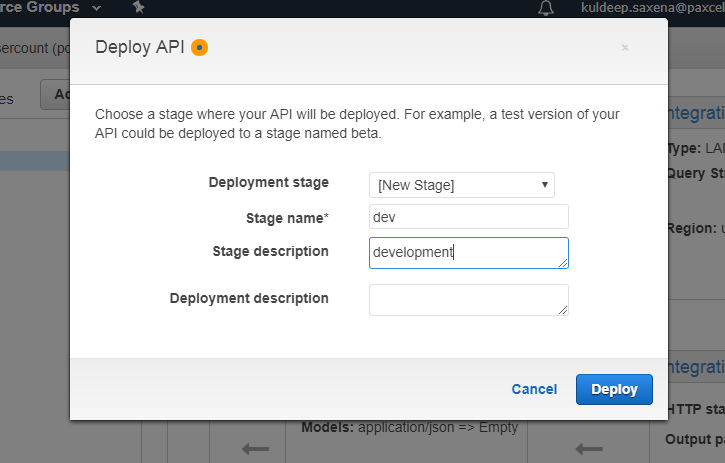 rce Groups
kuldeep.saxena@paxcel
sercount (po
es
Ac
Deploy API
×
Choose a stage where your API will be deployed. For example, a test version of your
API could be deployed to a stage named beta.
Deployment stage [New Stage]
Stage name* dev
Stage description development
Deployment description
Cancel Deploy
ntegrati
Type: LAI
Query St
Region: u
ntegrati
HTTP sta
Output pa
Models: application/json => Empty